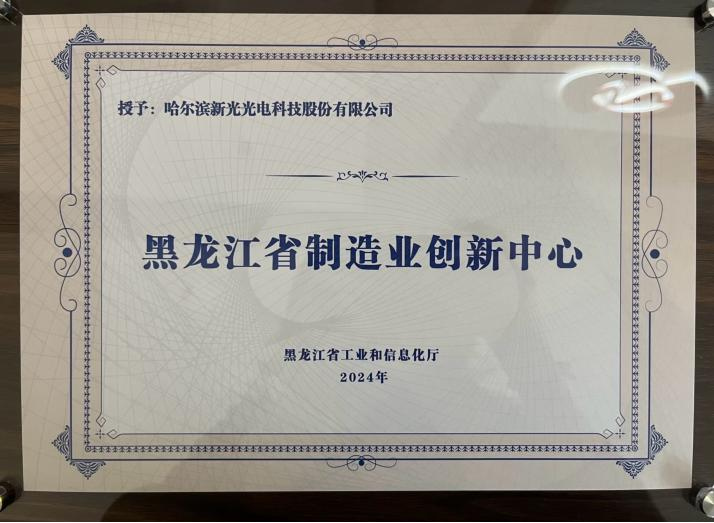 授予：哈尔滨新光光电科技股份有限公司
黑龙江省制造业创新中心
黑龙江省工业和信息化厅
2024年